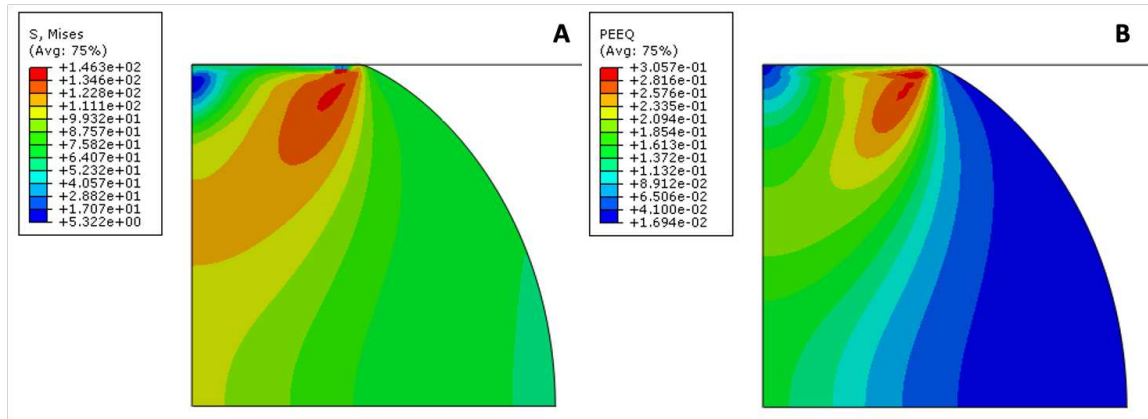 S, Mises
(Avg: 75%)
+1.463e+02
+1.346e+02
+1.228e+02
+1.111e+02
+9.932e+01
+8.757e+01
+7.582e+01
+6.407e+01
+5.232e+01
+4.057e+01
+2.882e+01
+1.707e+01
+5.322e+00
A
PEEQ
(Avg: 75%)
+3.057e-01
+2.816e-01
+2.576e-01
+2.335e-01
+2.094e-01
+1.854e-01
+1.613e-01
+1.372e-01
+1.132e-01
+8.912e-02
+6.506e-02
+4.100e-02
+1.694e-02
B